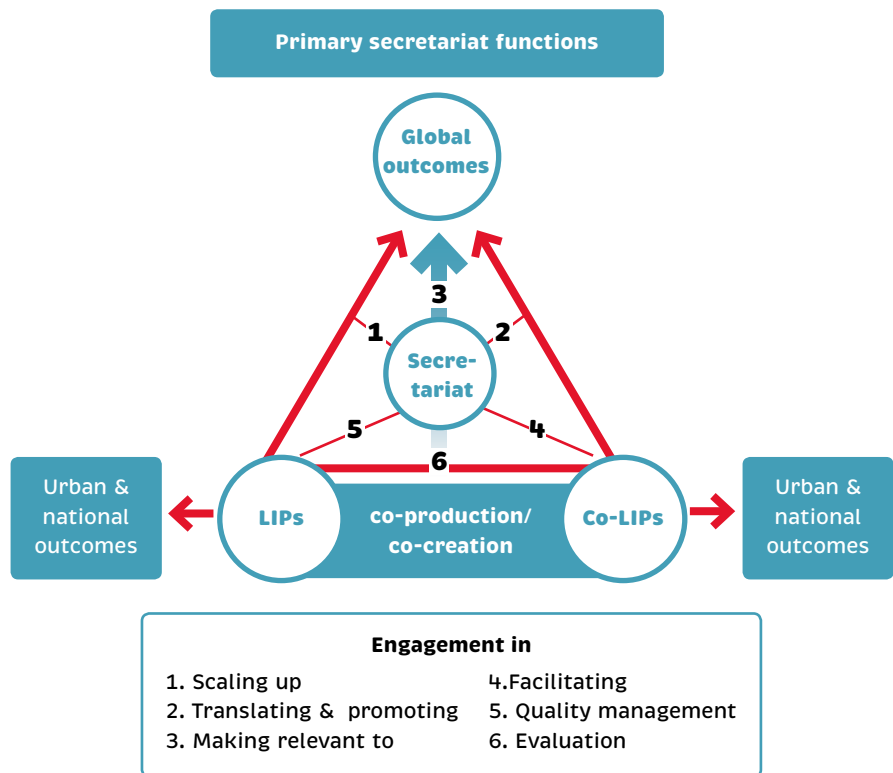 Primary secretariat functions
Global
outcomes
3
1
2
Secre-
tariat
5
4
6
Urban &
national
outcomes
LIPs
co-production/
co-creation
Co-LIPs
Urban &
national
outcomes
Engagement in
1. Scaling up
2. Translating & promoting
3. Making relevant to
4.Facilitating
5. Quality management
6. Evaluation